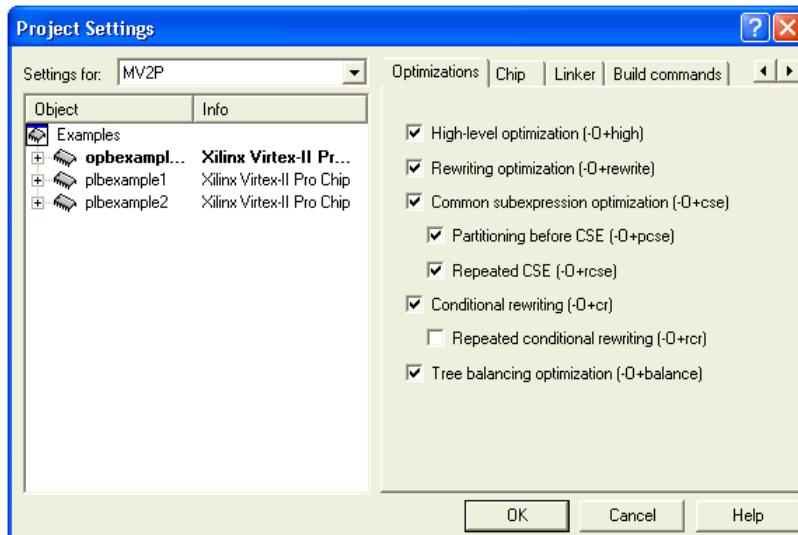 Project Settings
Settings for: MV2P
Optimizations Chip Linker Build commands
Object Info
Examples
opbexampl... Xilinx Virtex-II Pr...
plbexample1 Xilinx Virtex-II Pro Chip
plbexample2 Xilinx Virtex-II Pro Chip
High-level optimization (-O+high)
Rewriting optimization (-O+rewrite)
Common subexpression optimization (-O+cse)
Partitioning before CSE (-O+pcse)
Repeated CSE (-O+rcse)
Conditional rewriting (-O+cr)
Repeated conditional rewriting (-O+rcr)
Tree balancing optimization (-O+balance)
OK Cancel Help